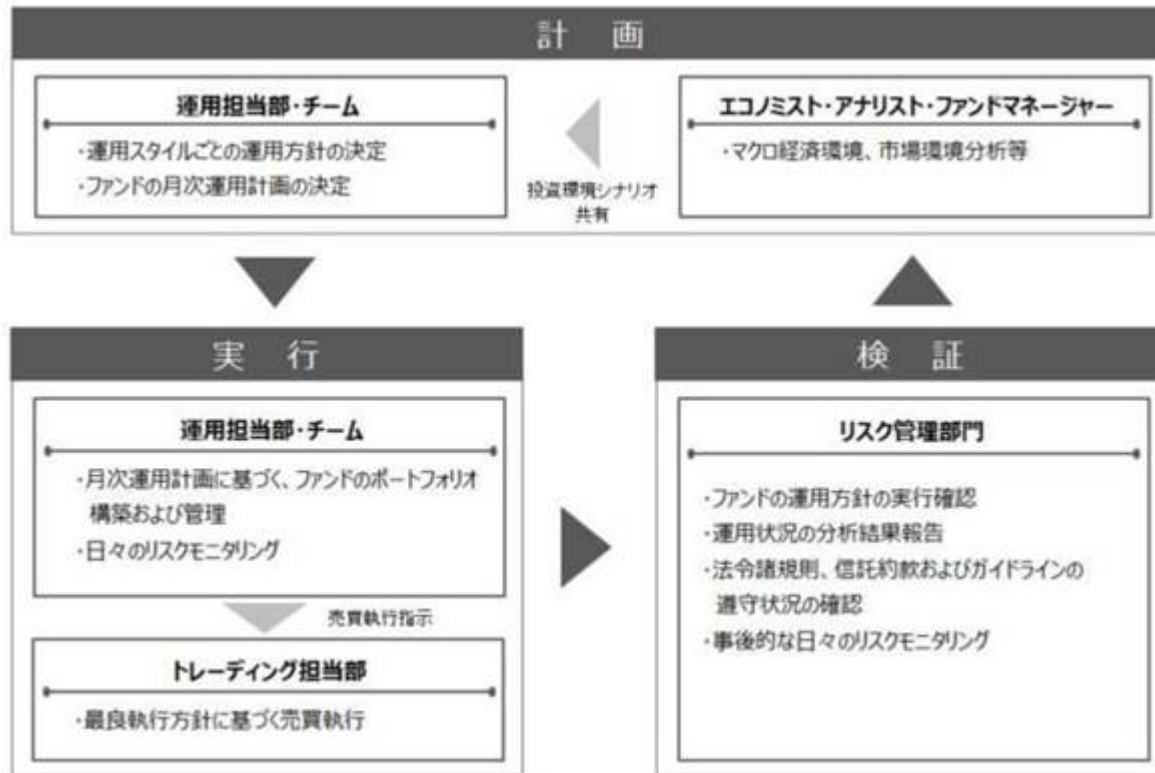 計 画
運用担当部・チーム
・運用スタイルごとの運用方針の決定
・ファンドの月次運用計画の決定
投資環境シナリオ
共有
エコノミスト・アナリスト・ファンドマネージャー
・マクロ経済環境、市場環境分析等
実 行
運用担当部・チーム
・月次運用計画に基づく、ファンドのポートフォリオ
構築および管理
・日々のリスクモニタリング
売買執行指示
トレーディング担当部
・最良執行方針に基づく売買執行
検 証
リスク管理部門
・ファンドの運用方針の実行確認
・運用状況の分析結果報告
・法令諸規則、信託約款およびガイドラインの
遵守状況の確認
・事後的な日々のリスクモニタリング